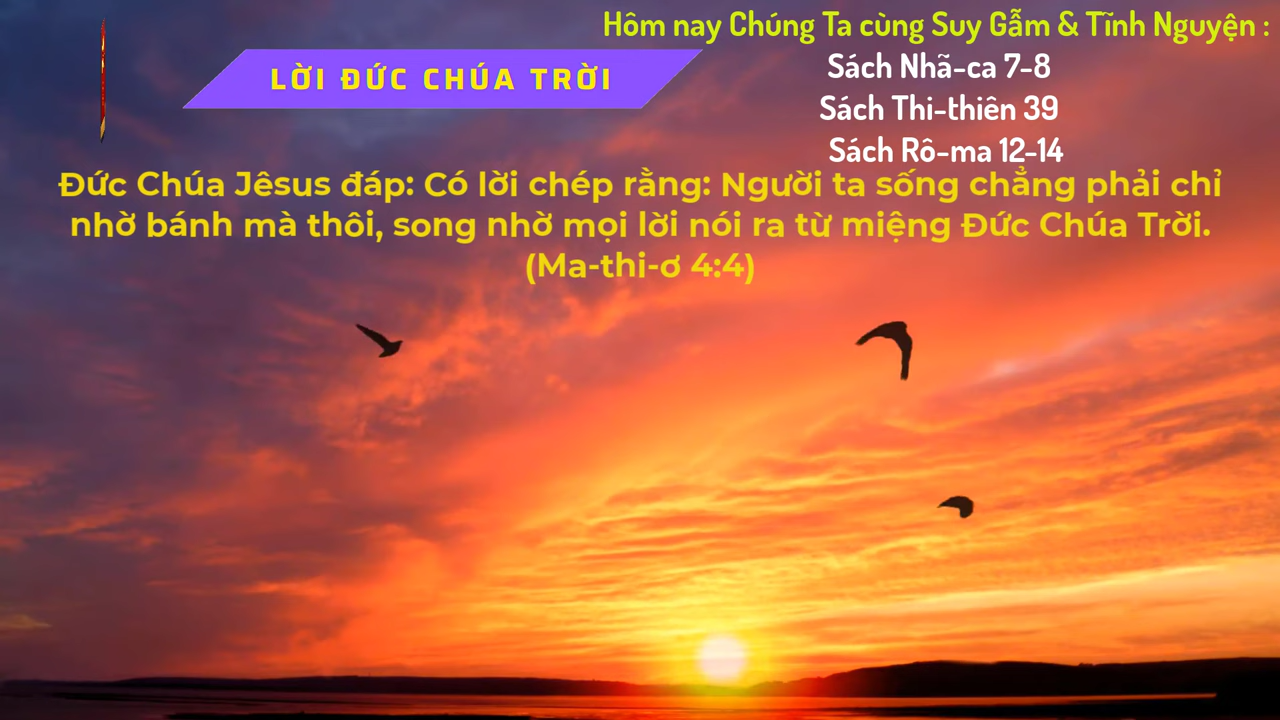 Hôm nay Chúng Ta cùng Suy Gẫm & Tĩnh Nguyện :
LỜI ĐỨC CHÚA TRỜI
Sách Nhã-ca 7-8
Sách Thi-thiên 39
Sách Rô-ma 12-14
Đức Chúa Jêsus đáp: Có lời chép rằng: Người ta sống chẳng phải chỉ
nhờ bánh mà thôi, song nhờ mọi lời nói ra từ miệng Đức Chúa Trời.
(Ma-thi-ơ 4:4)